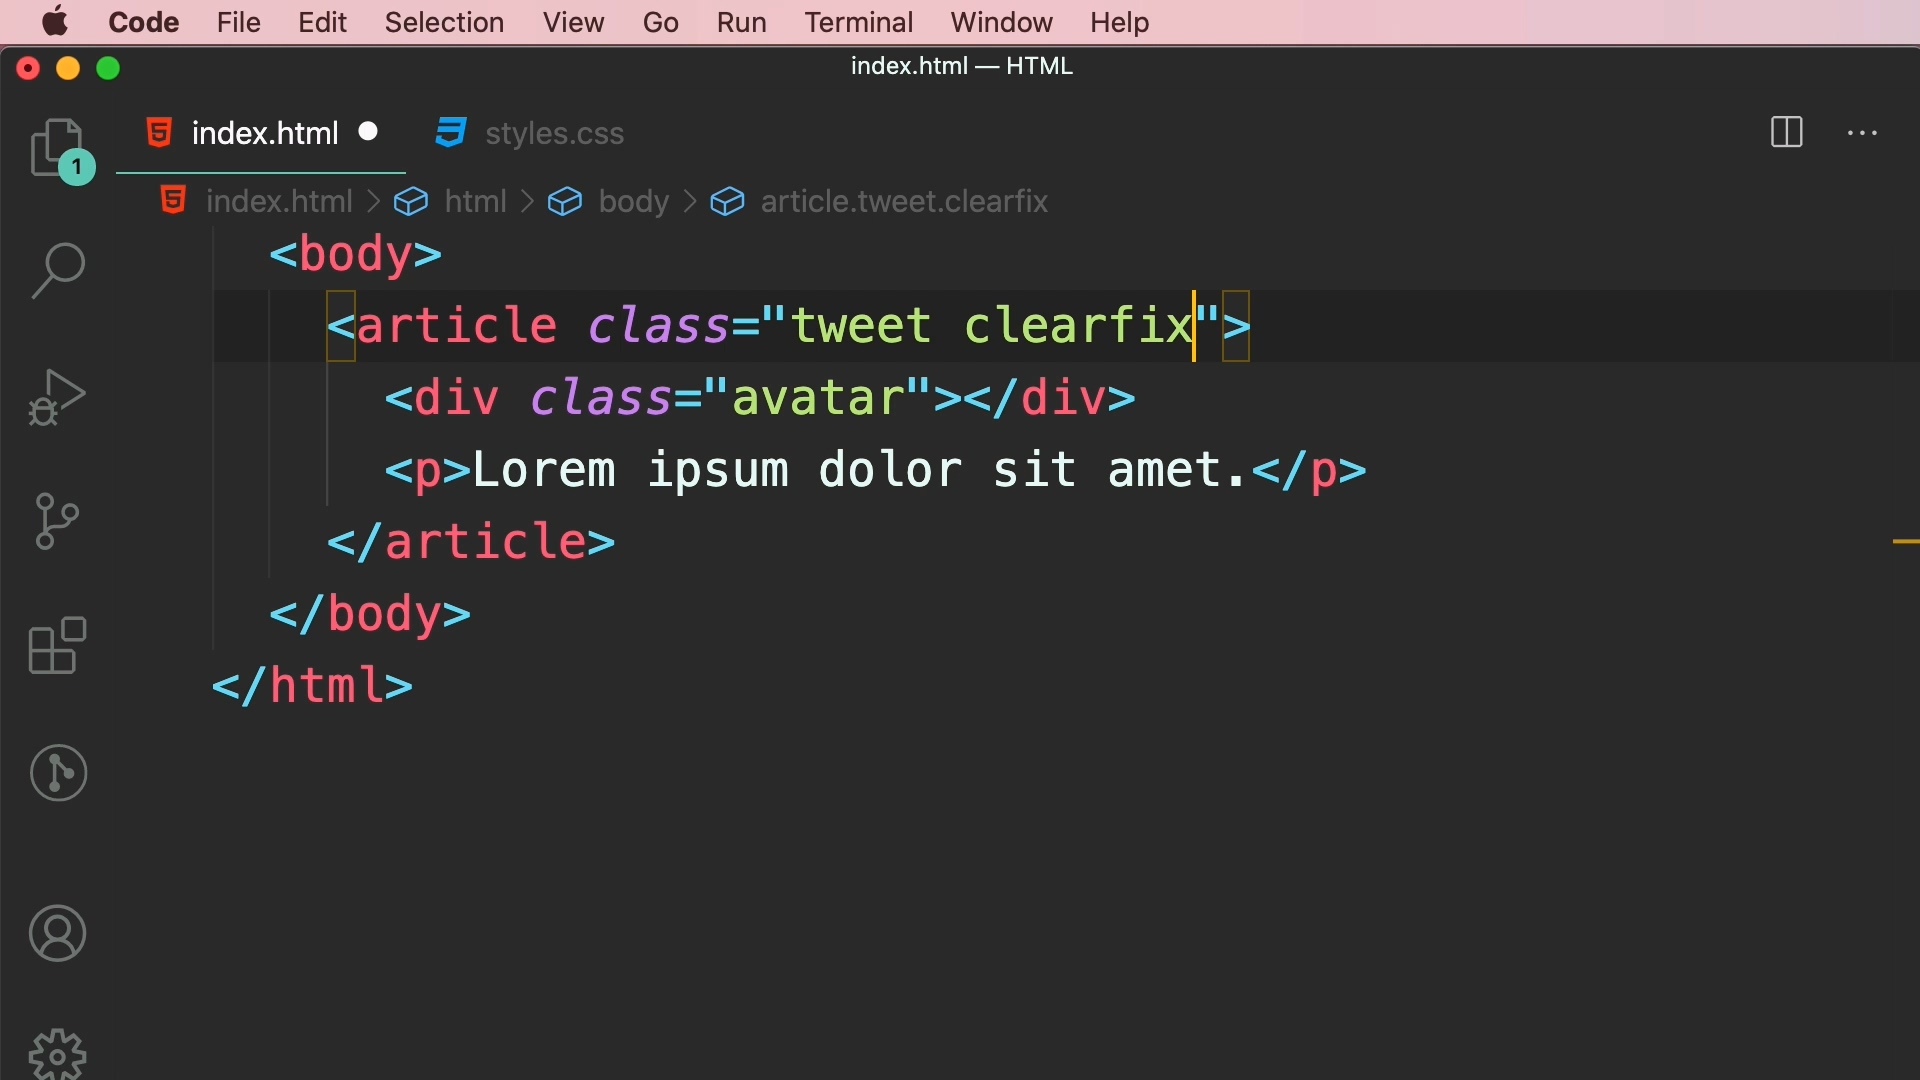 Code File Edit Selection View Go Run Terminal Window Help
index.html — HTML
index.html styles.css
1
index.html > html > body > article.tweet.clearfix
<body>
<article class="tweet clearfix">
<div class="avatar"></div>
<p>Lorem ipsum dolor sit amet.</p>
</article>
</body>
</html>